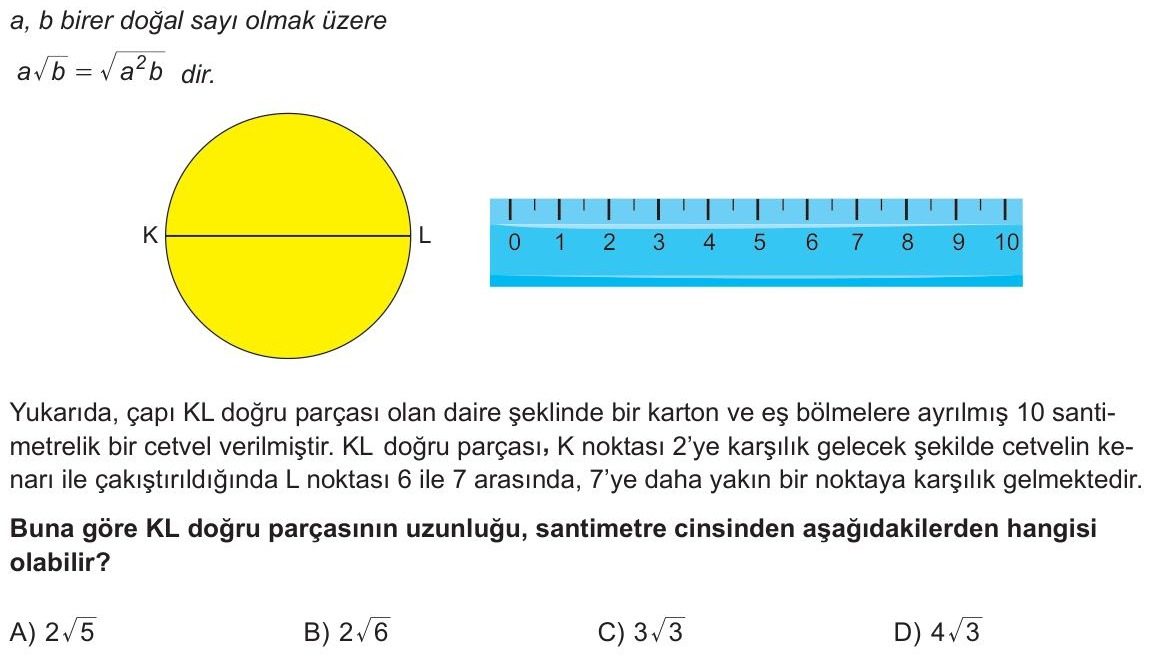 a, b birer doğal sayı olmak üzere
a√b = √a²b dir.
K
L
0 1 2 3 4 5 6 7 8 9 10
Yukarıda, çapı KL doğru parçası olan daire şeklinde bir karton ve eş bölmelere ayrılmış 10 santi-
metrelik bir cetvel verilmiştir. KL doğru parçası, K noktası 2'ye karşılık gelecek şekilde cetvelin ke-
narı ile çakıştırıldığında L noktası 6 ile 7 arasında, 7'ye daha yakın bir noktaya karşılık gelmektedir.
Buna göre KL doğru parçasının uzunluğu, santimetre cinsinden aşağıdakilerden hangisi
olabilir?
A) 2√5 B) 2√6 C) 3√3 D) 4√3